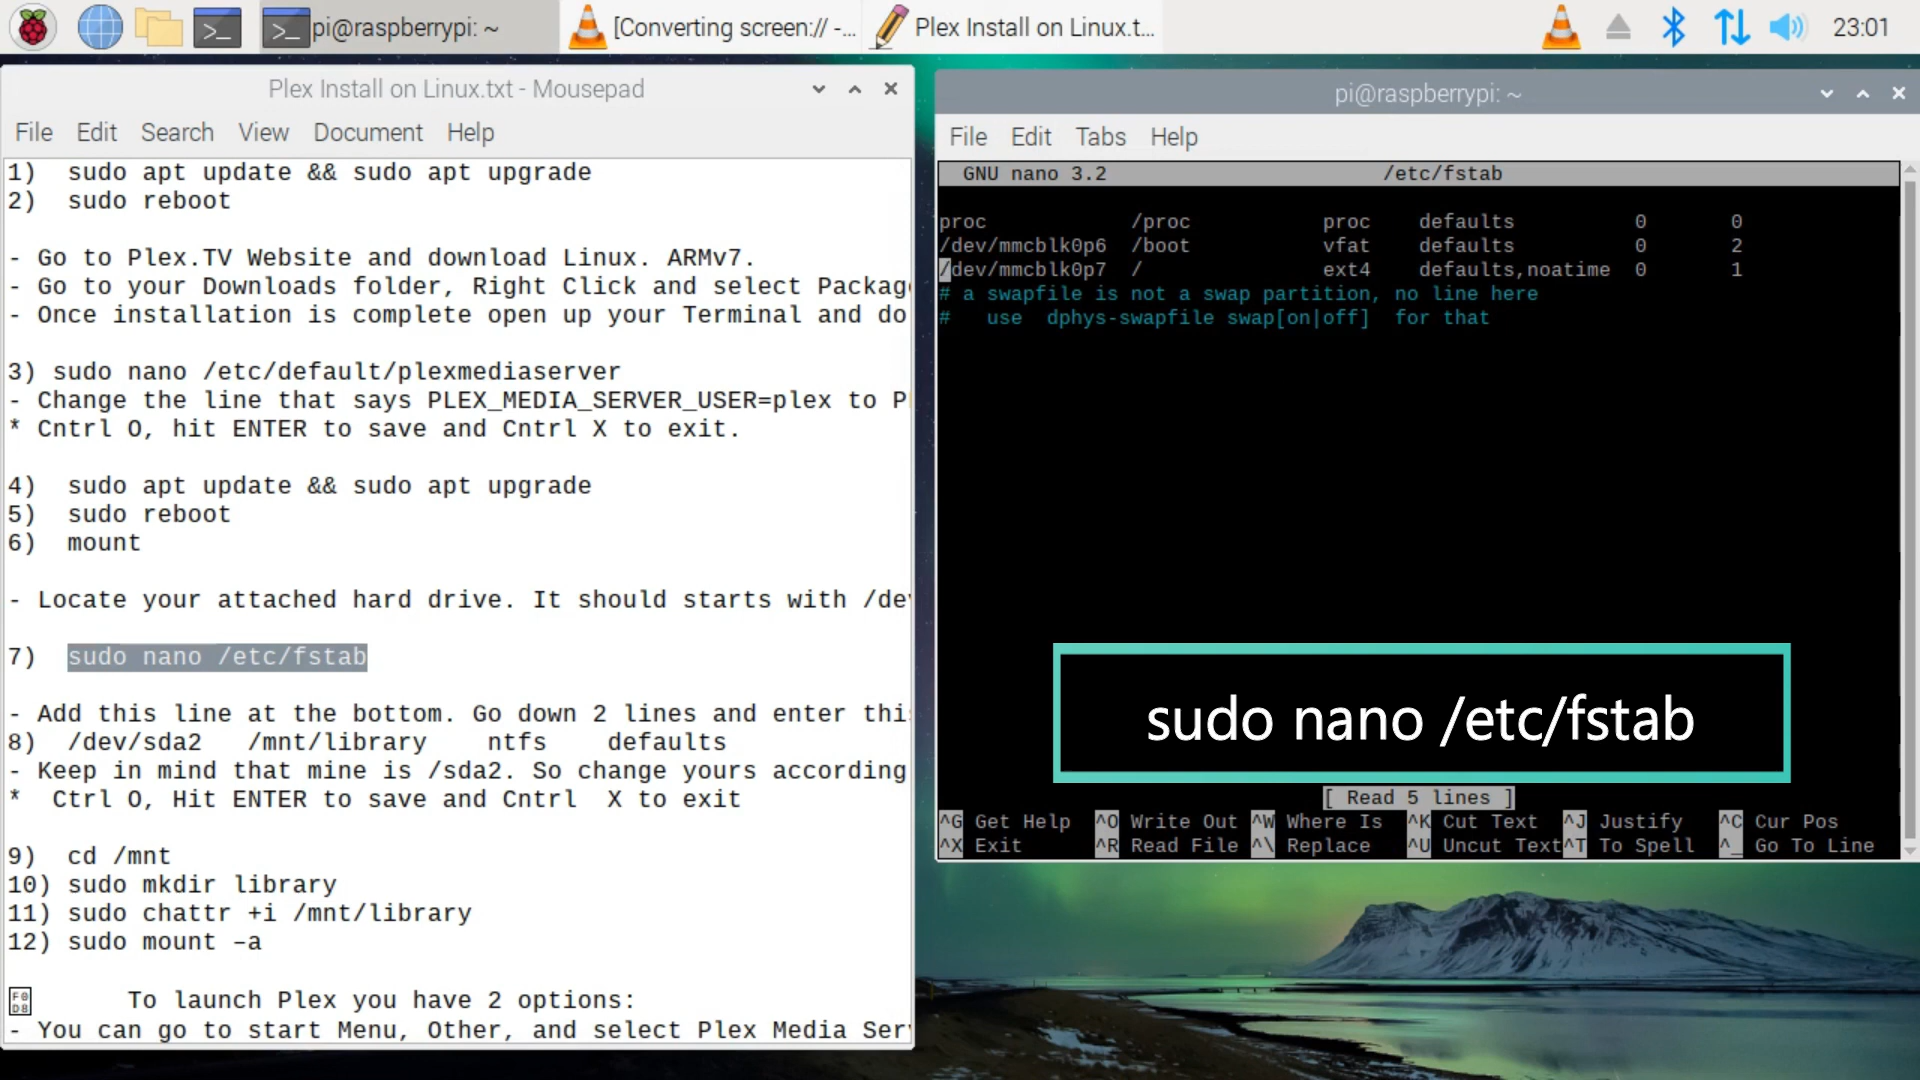 pi@raspberrypi: ~
[Converting screen:// -...
Plex Install on Linux.t...
23:01
Plex Install on Linux.txt - Mousepad
File Edit Search View Document Help
1)  sudo apt update && sudo apt upgrade
2)  sudo reboot
- Go to Plex.TV Website and download Linux. ARMv7.
- Go to your Downloads folder, Right Click and select Packag
- Once installation is complete open up your Terminal and do
3) sudo nano /etc/default/plexmediaserver
- Change the line that says PLEX_MEDIA_SERVER_USER=plex to P
* Cntrl O, hit ENTER to save and Cntrl X to exit.
4)  sudo apt update && sudo apt upgrade
5)  sudo reboot
6)  mount
- Locate your attached hard drive. It should starts with /de
7)  sudo nano /etc/fstab
- Add this line at the bottom. Go down 2 lines and enter thi
8)  /dev/sda2   /mnt/library    ntfs    defaults
- Keep in mind that mine is /sda2. So change yours according
*  Ctrl O, Hit ENTER to save and Cntrl  X to exit
9)  cd /mnt
10) sudo mkdir library
11) sudo chattr +i /mnt/library
12) sudo mount –a
To launch Plex you have 2 options:
- You can go to start Menu, Other, and select Plex Media Ser
pi@raspberrypi: ~
File Edit Tabs Help
GNU nano 3.2 /etc/fstab
proc            /proc           proc    defaults          0       0
/dev/mmcblk0p6  /boot           vfat    defaults          0       2
/dev/mmcblk0p7  /               ext4    defaults,noatime  0       1
# a swapfile is not a swap partition, no line here
#   use  dphys-swapfile swap[on|off]  for that
sudo nano /etc/fstab
[ Read 5 lines ]
^G Get Help  ^O Write Out ^W Where Is  ^K Cut Text  ^J Justify   ^C Cur Pos
^X Exit      ^R Read File ^\ Replace   ^U Uncut Text^T To Spell  ^_ Go To Line